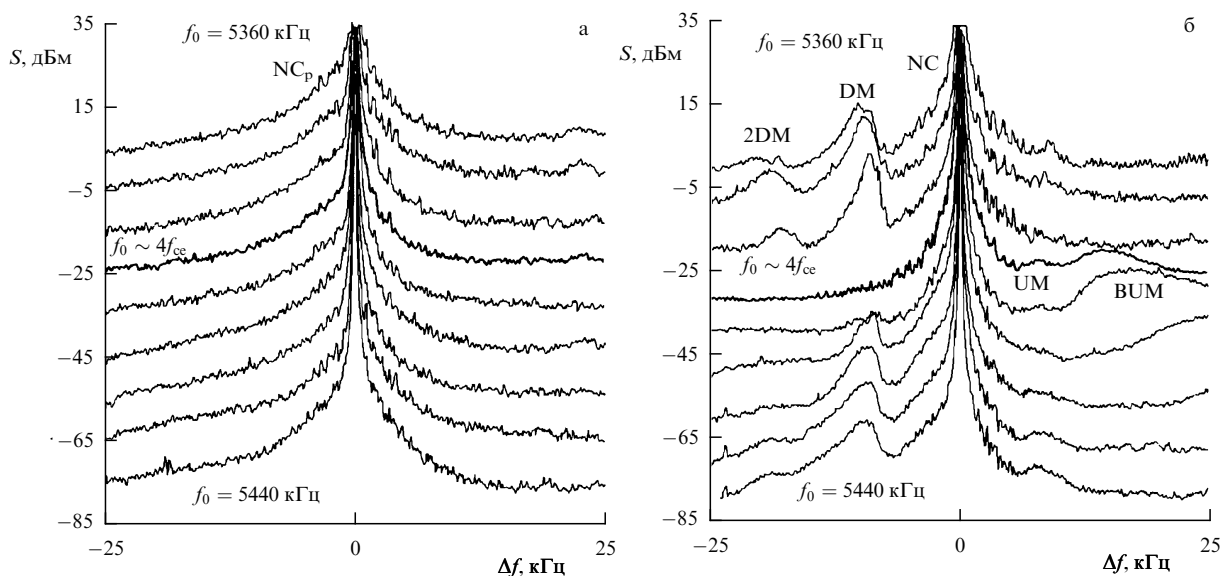 а
S, дБм
35
15
−5
−25
−45
−65
−85
f₀ = 5360 кГц
NCₚ
f₀ ∼ 4f_ce
f₀ = 5440 кГц
−25
0
25
Δf, кГц
б
S, дБм
35
15
−5
−25
−45
−65
−85
f₀ = 5360 кГц
NC
DM
2DM
f₀ ∼ 4f_ce
UM
BUM
f₀ = 5440 кГц
−25
0
25
Δf, кГц